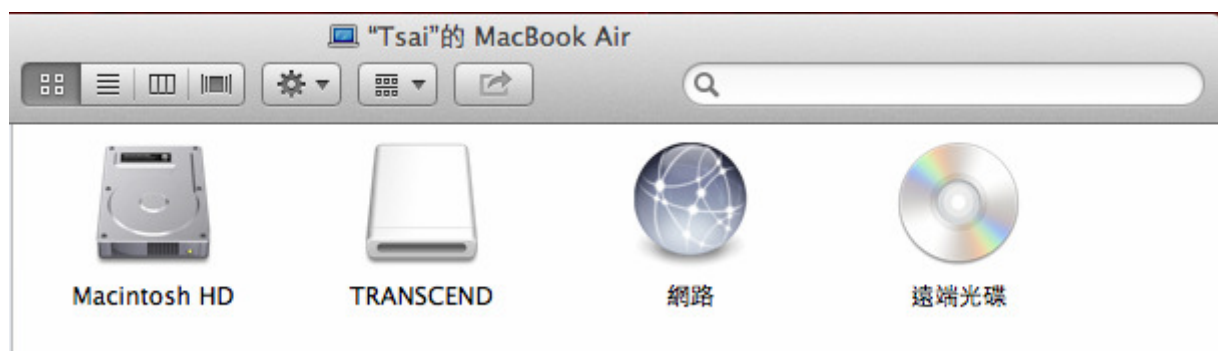 “Tsai”的 MacBook Air
Macintosh HD
TRANSCEND
網路
遠端光碟